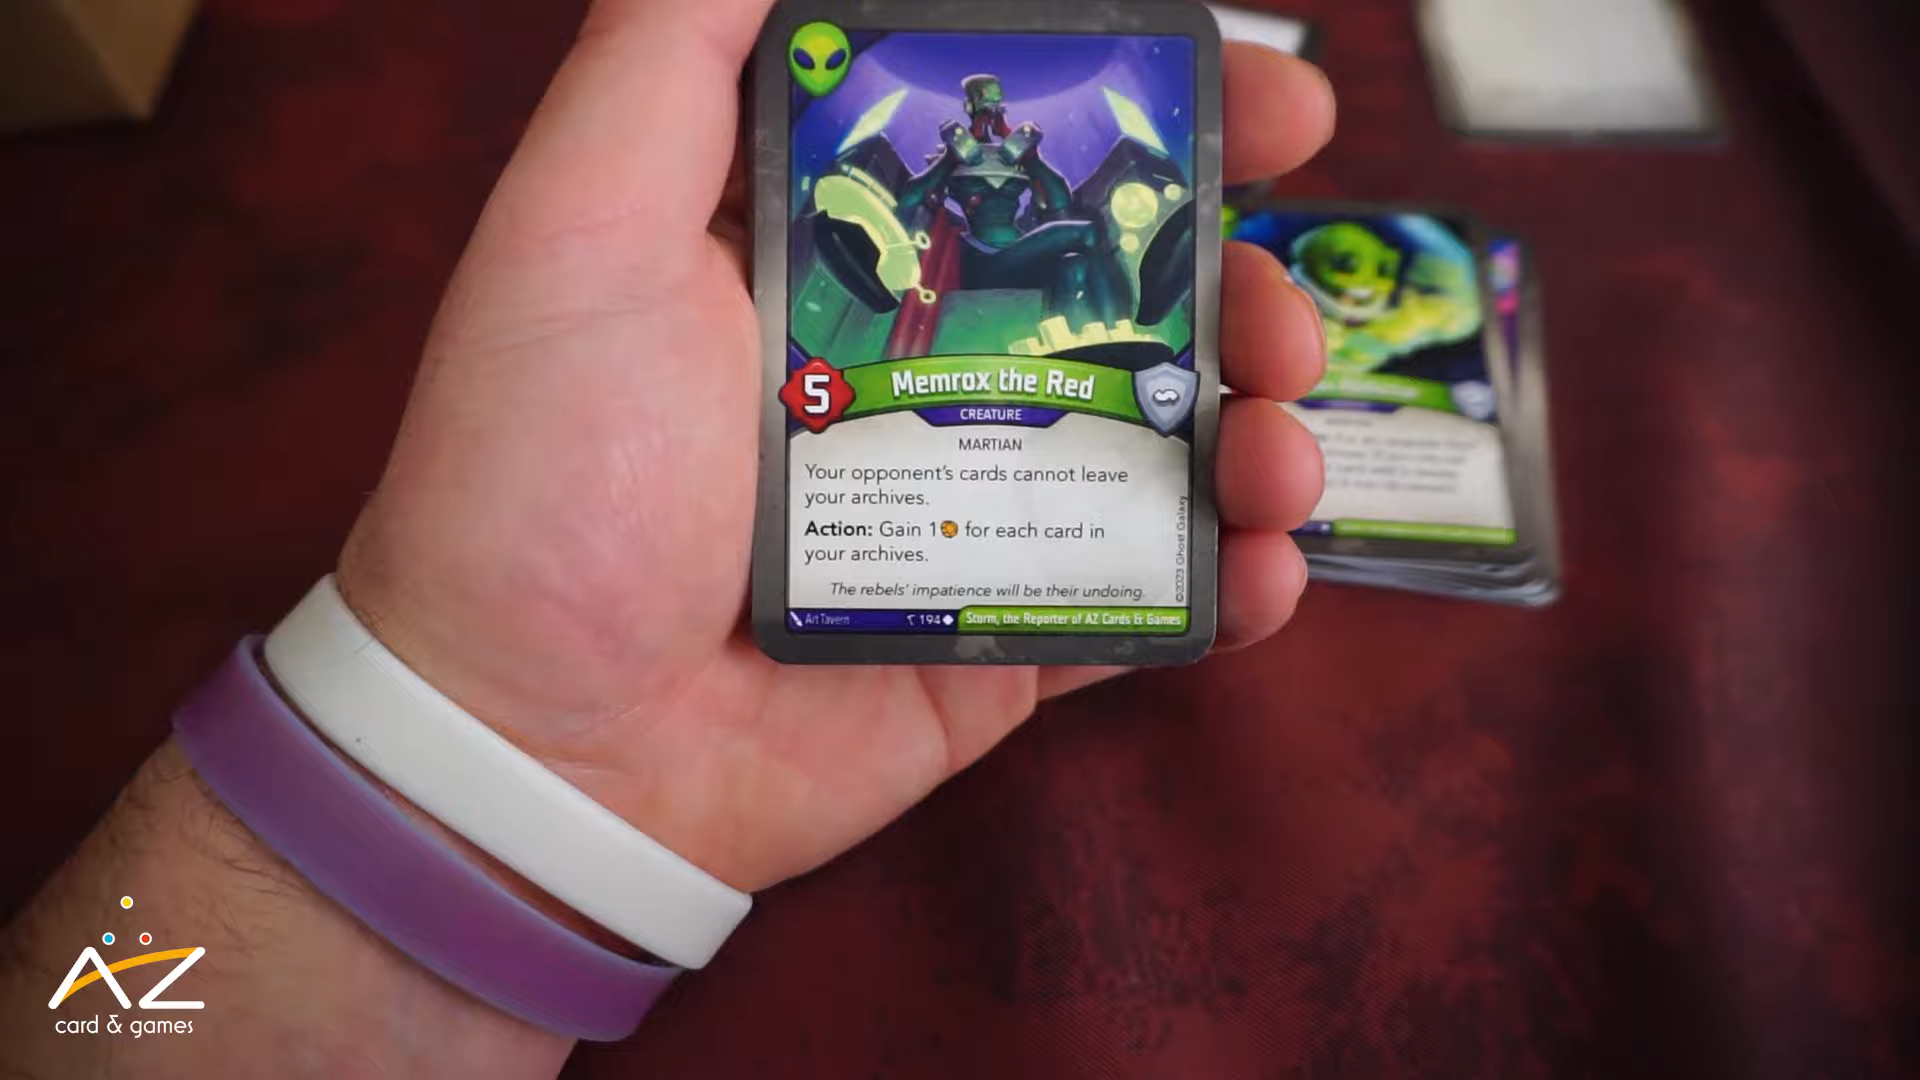 5
Memrox the Red
CREATURE
MARTIAN
Your opponent's cards cannot leave
your archives.
Action: Gain 1 for each card in
your archives.
The rebels' impatience will be their undoing.
©2023 Ghost Galaxy
Art Tavern
194
Storm, the Reporter of AZ Cards & Games
AZ
card & games